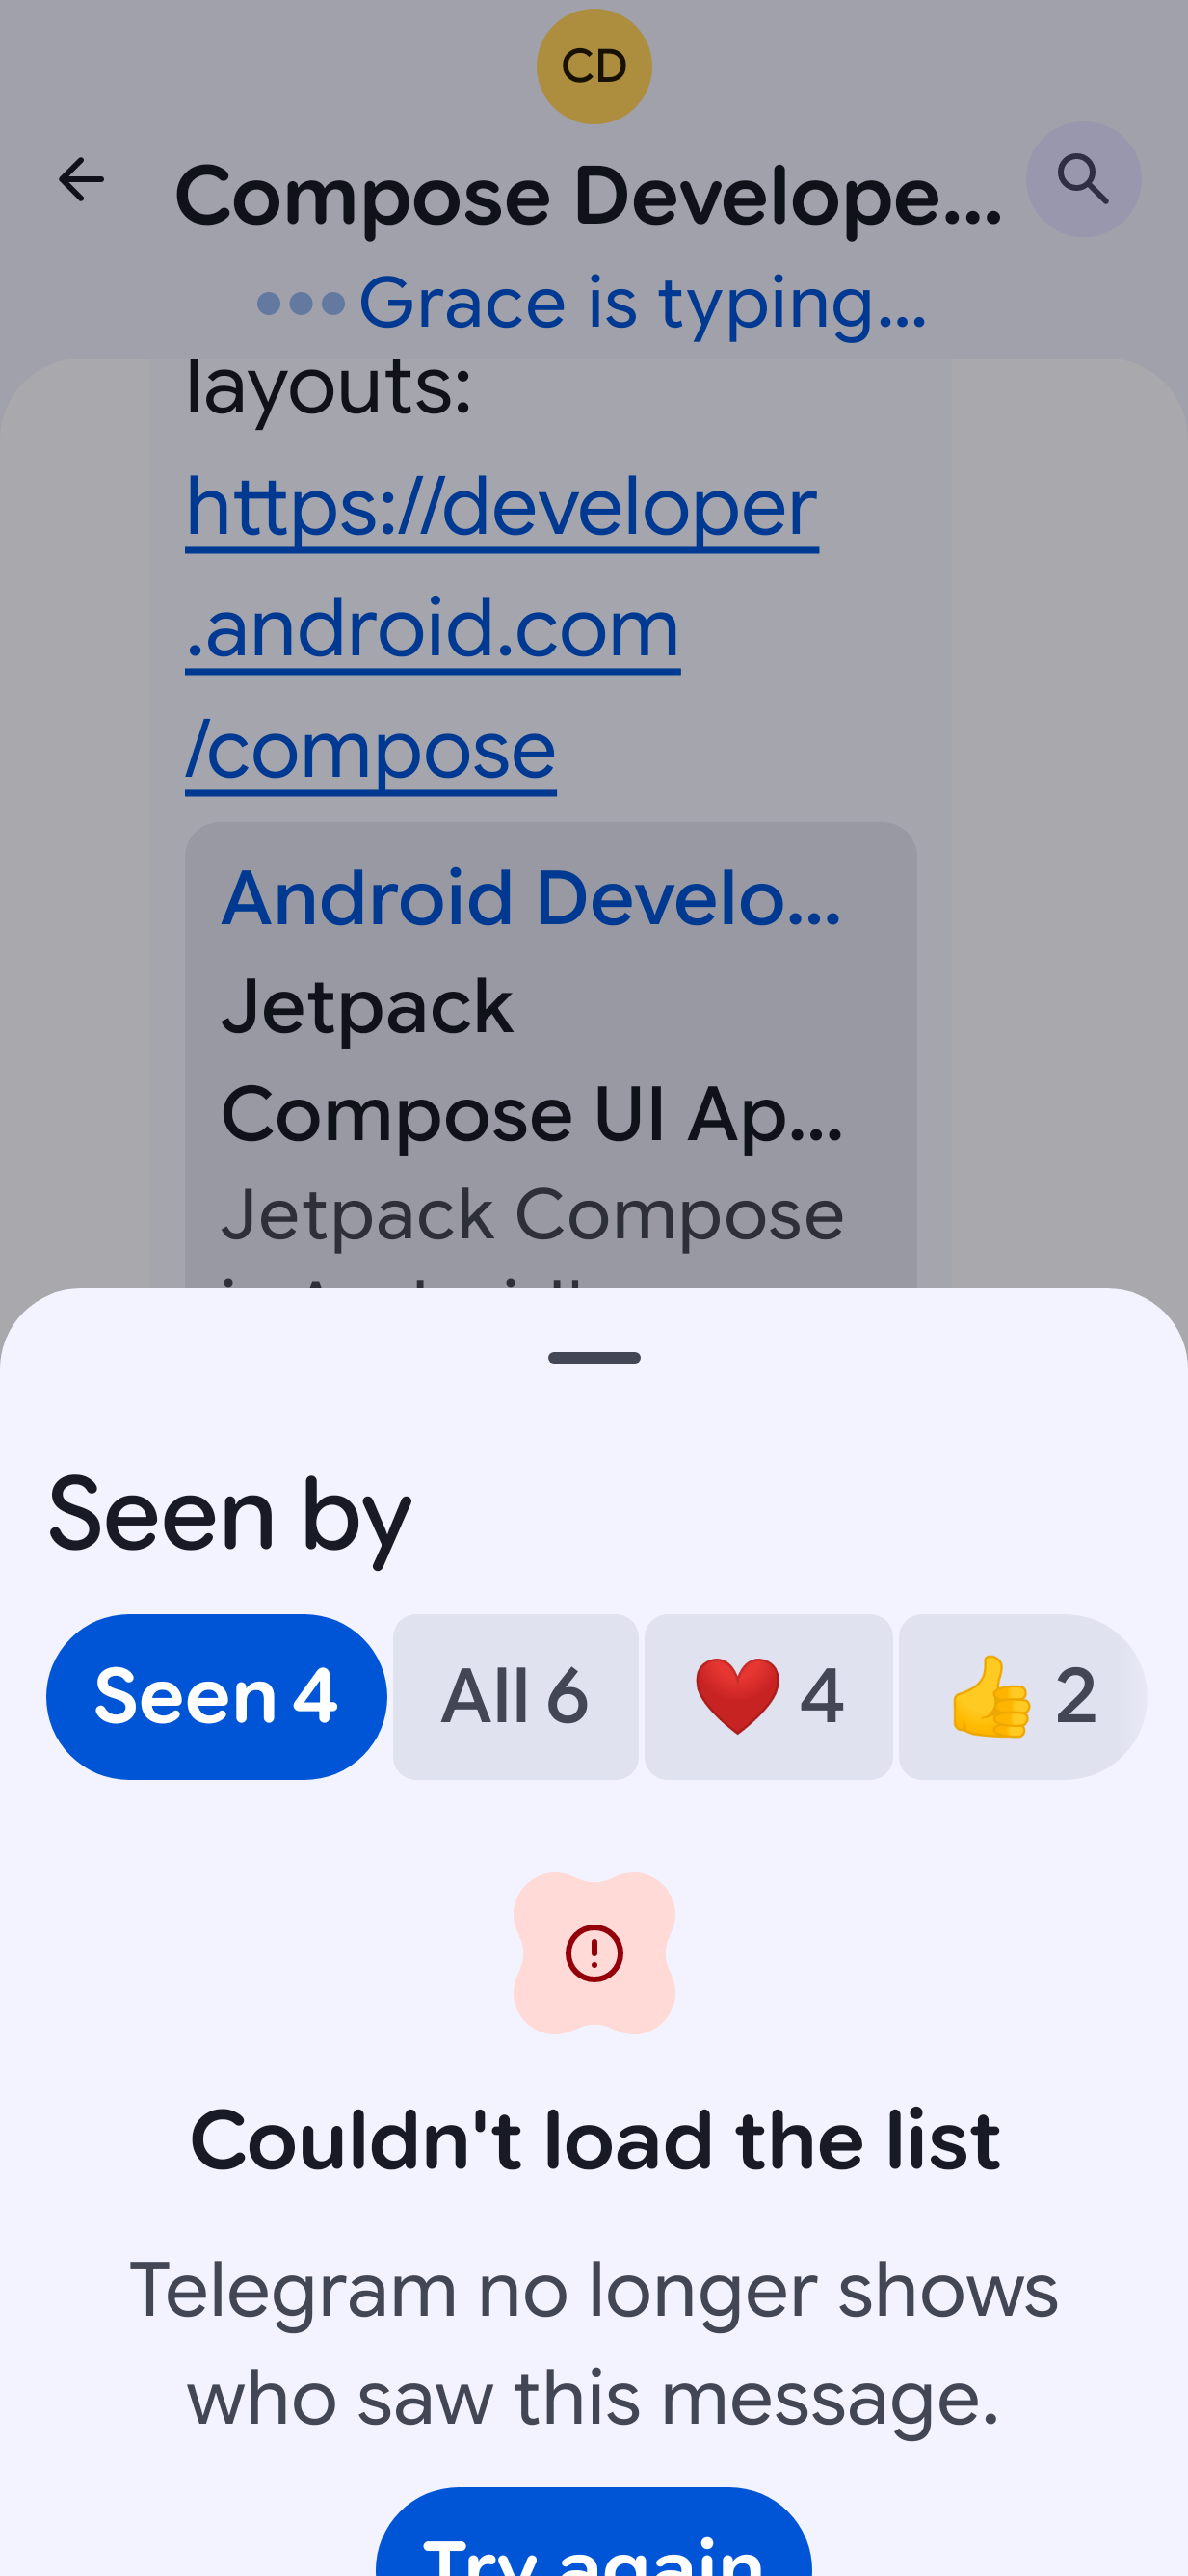 CD
Compose Develope...
Grace is typing...
layouts:
https://developer
.android.com
/compose
Android Develo...
Jetpack
Compose UI Ap...
Jetpack Compose
Seen by
Seen 4 All 6 ❤️ 4 👍 2
Couldn't load the list
Telegram no longer shows
who saw this message.
Try again